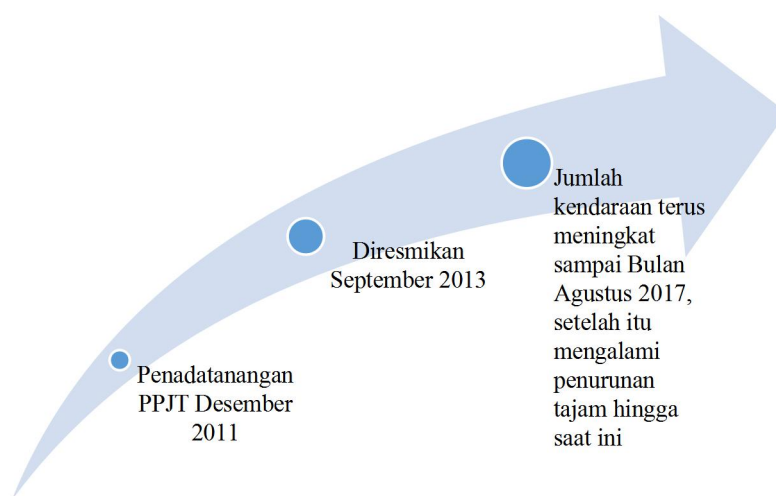 Penadatanangan
PPJT Desember
2011
Diresmikan
September 2013
Jumlah
kendaraan terus
meningkat
sampai Bulan
Agustus 2017,
setelah itu
mengalami
penurunan
tajam hingga
saat ini